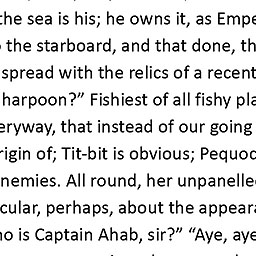 the sea is his; he owns it, as Empe
the starboard, and that done, th
spread with the relics of a recent
harpoon?” Fishiest of all fishy pla
eryway, that instead of our going
rigin of; Tit-bit is obvious; Pequod
nemies. All round, her unpanelle
cular, perhaps, about the appeara
ho is Captain Ahab, sir?” “Aye, aye